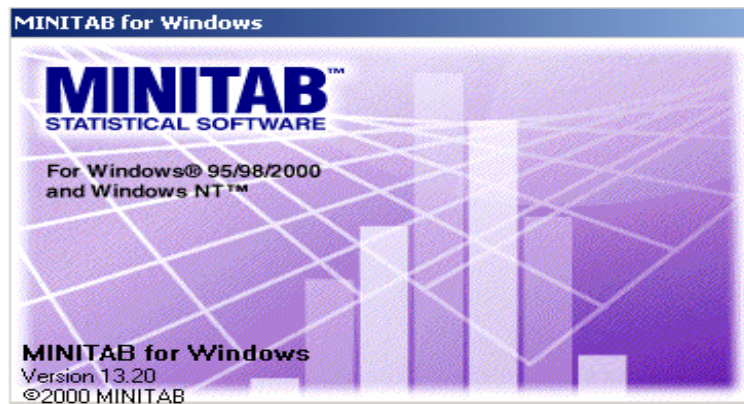 MINITAB for Windows
MINITAB™
STATISTICAL SOFTWARE
For Windows® 95/98/2000
and Windows NT™
MINITAB for Windows
Version 13.20
©2000 MINITAB